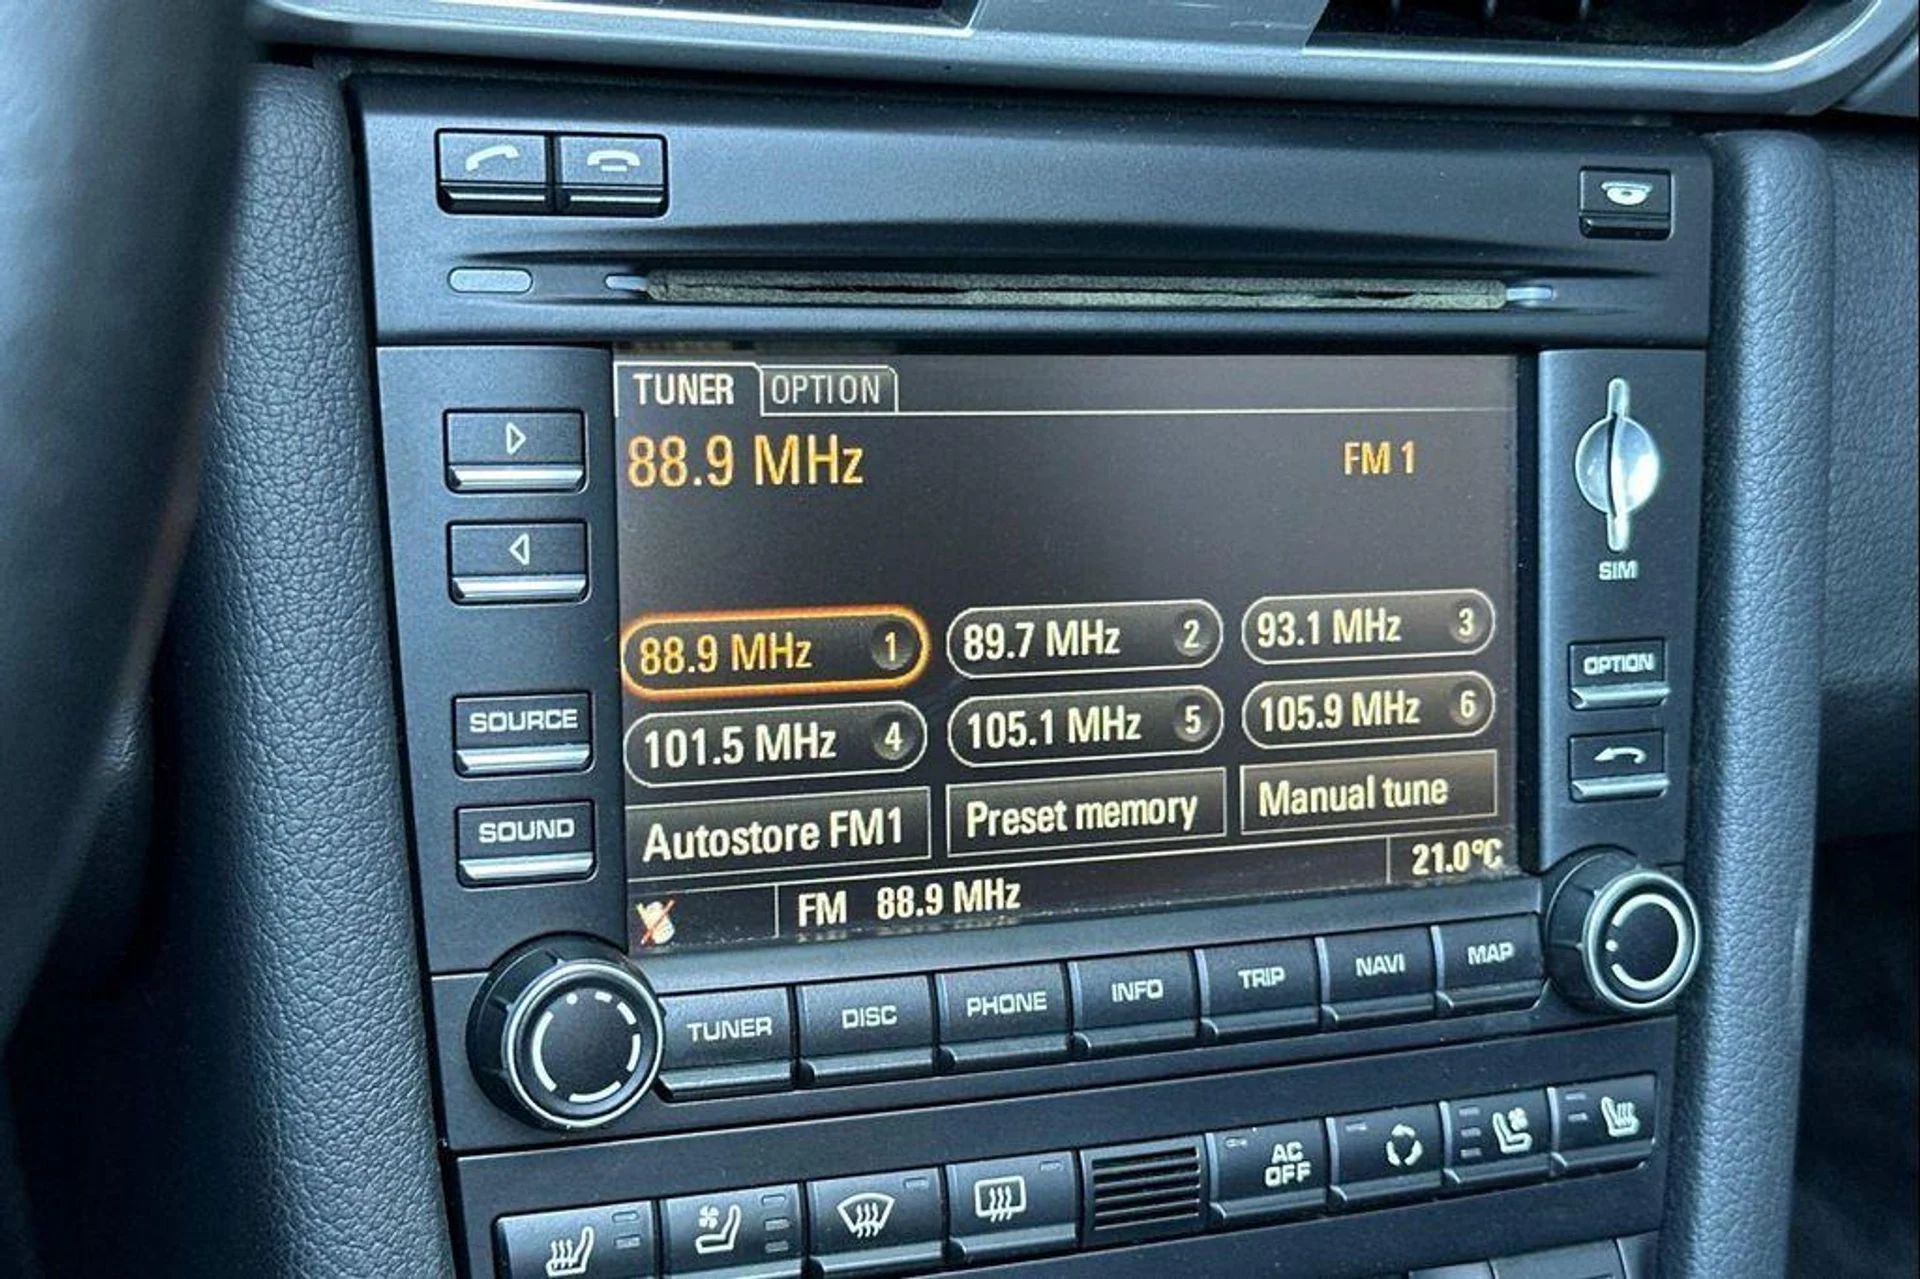 TUNER OPTION
88.9 MHz FM 1
SIM
88.9 MHz 1 89.7 MHz 2 93.1 MHz 3
OPTION
SOURCE
101.5 MHz 4 105.1 MHz 5 105.9 MHz 6
SOUND
Autostore FM1 Preset memory Manual tune
FM 88.9 MHz 21.0°C
TUNER DISC PHONE INFO TRIP NAVI MAP
AC
OFF